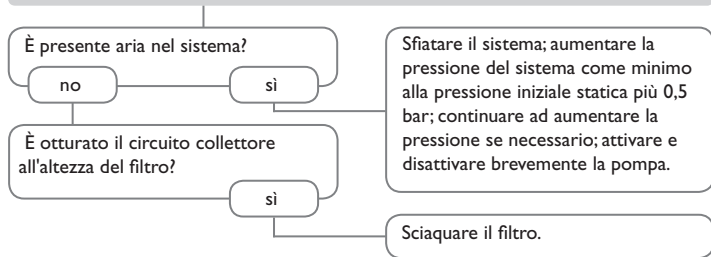 È presente aria nel sistema?
no
sì
Sfiatare il sistema; aumentare la
pressione del sistema come minimo
alla pressione iniziale statica più 0,5
bar; continuare ad aumentare la
pressione se necessario; attivare e
disattivare brevemente la pompa.
È otturato il circuito collettore
all'altezza del filtro?
sì
Sciaquare il filtro.